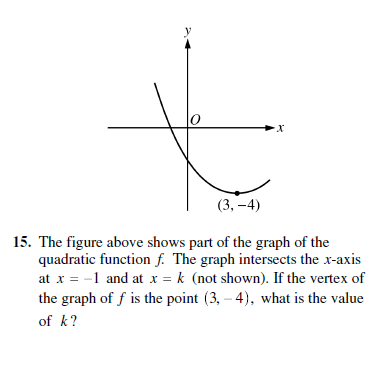 y
O
x
(3, –4)
15. The figure above shows part of the graph of the
quadratic function f. The graph intersects the x-axis
at x = –1 and at x = k (not shown). If the vertex of
the graph of f is the point (3, –4), what is the value
of k?